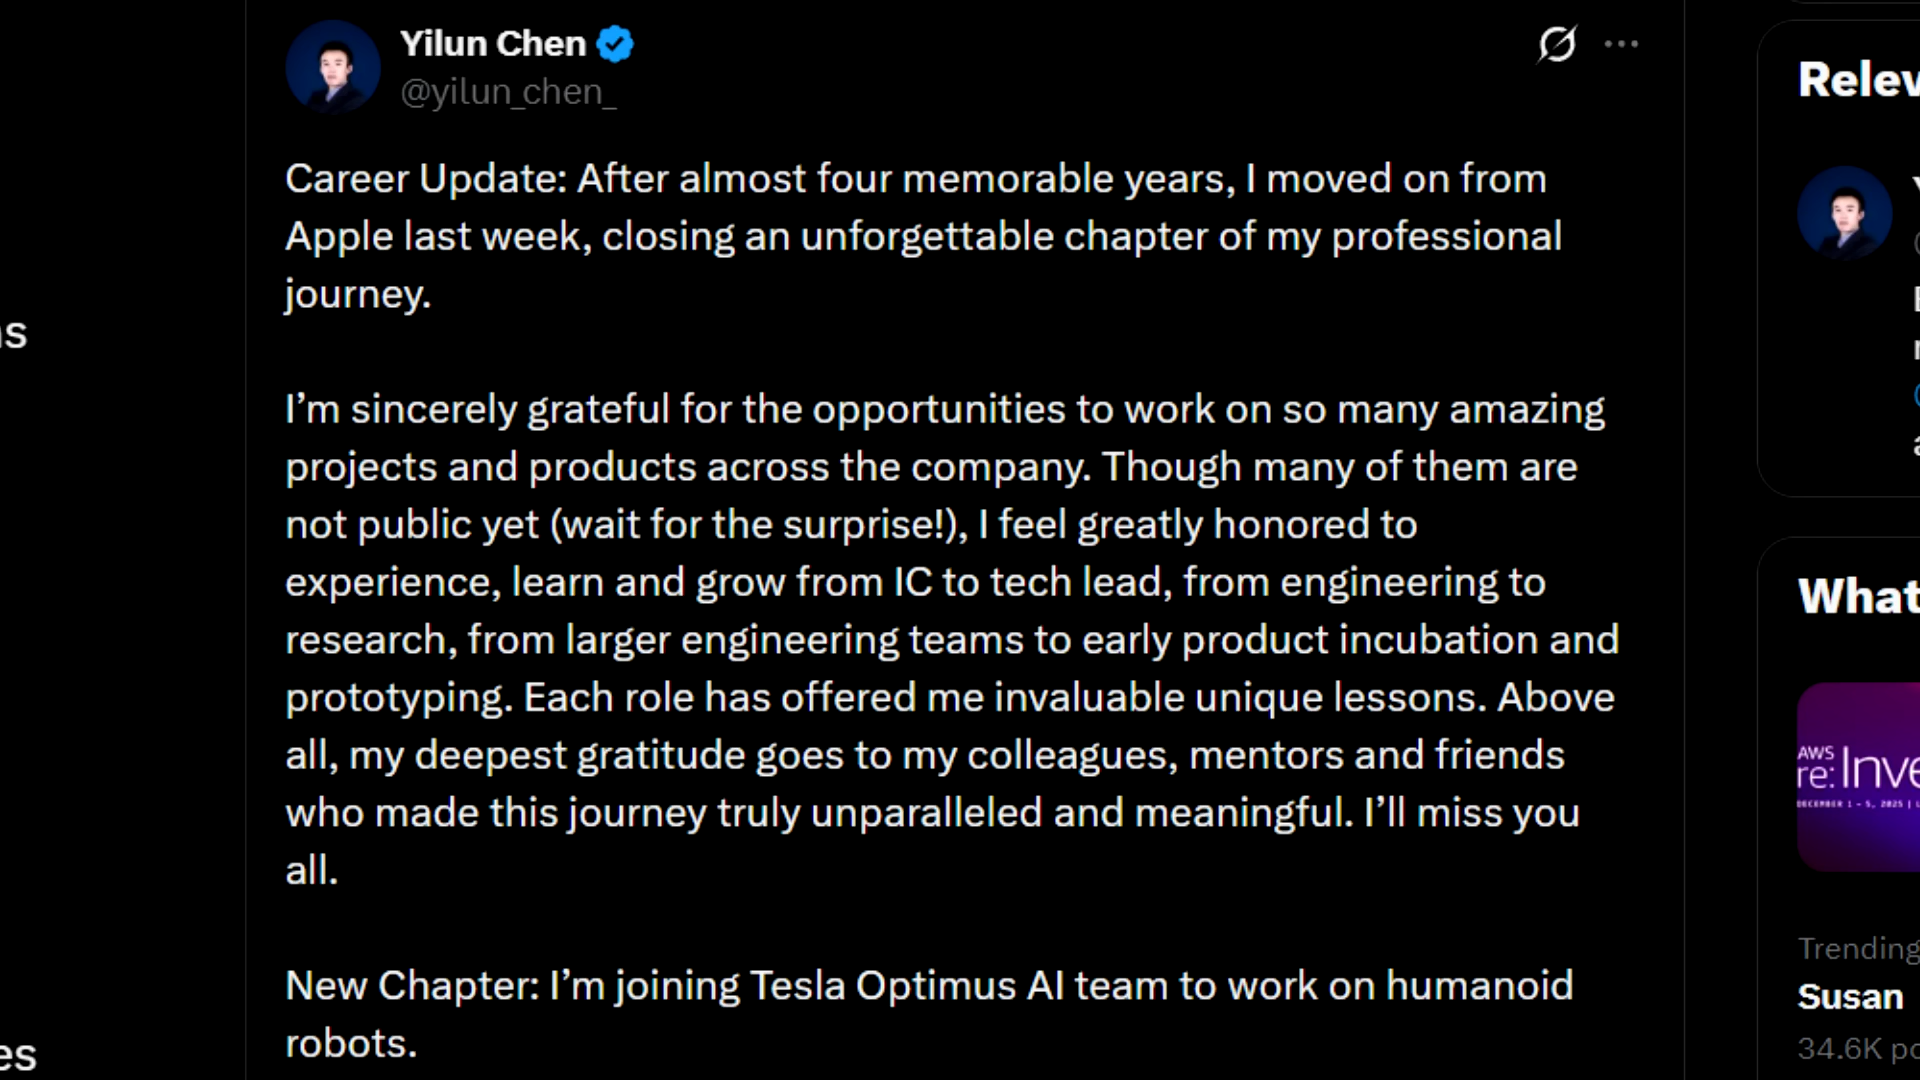 Yilun Chen
@yilun_chen_
Career Update: After almost four memorable years, I moved on from
Apple last week, closing an unforgettable chapter of my professional
journey.
I’m sincerely grateful for the opportunities to work on so many amazing
projects and products across the company. Though many of them are
not public yet (wait for the surprise!), I feel greatly honored to
experience, learn and grow from IC to tech lead, from engineering to
research, from larger engineering teams to early product incubation and
prototyping. Each role has offered me invaluable unique lessons. Above
all, my deepest gratitude goes to my colleagues, mentors and friends
who made this journey truly unparalleled and meaningful. I’ll miss you
all.
New Chapter: I’m joining Tesla Optimus AI team to work on humanoid
robots.
es
Relev
What
AWS
re:Inve
DECEMBER 1 - 5, 2025 |
Trending
Susan
34.6K po